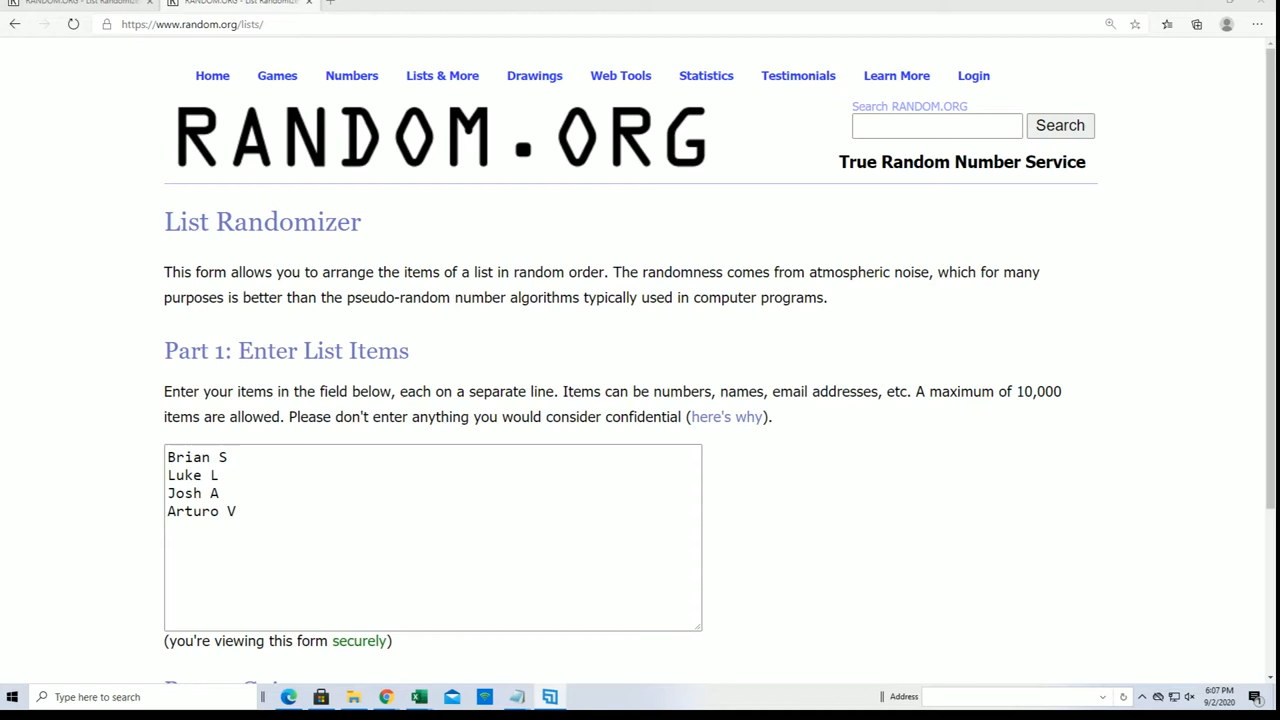 RANDOM.ORG - List Randomize RANDOM.ORG - List Randomize
https://www.random.org/lists/
Home Games Numbers Lists & More Drawings Web Tools Statistics Testimonials Learn More Login
RANDOM.ORG
Search RANDOM.ORG
Search
True Random Number Service
List Randomizer
This form allows you to arrange the items of a list in random order. The randomness comes from atmospheric noise, which for many
purposes is better than the pseudo-random number algorithms typically used in computer programs.
Part 1: Enter List Items
Enter your items in the field below, each on a separate line. Items can be numbers, names, email addresses, etc. A maximum of 10,000
items are allowed. Please don't enter anything you would consider confidential (here's why).
Brian S
Luke L
Josh A
Arturo V
(you're viewing this form securely)
Type here to search
Address
6:07 PM
9/2/2020